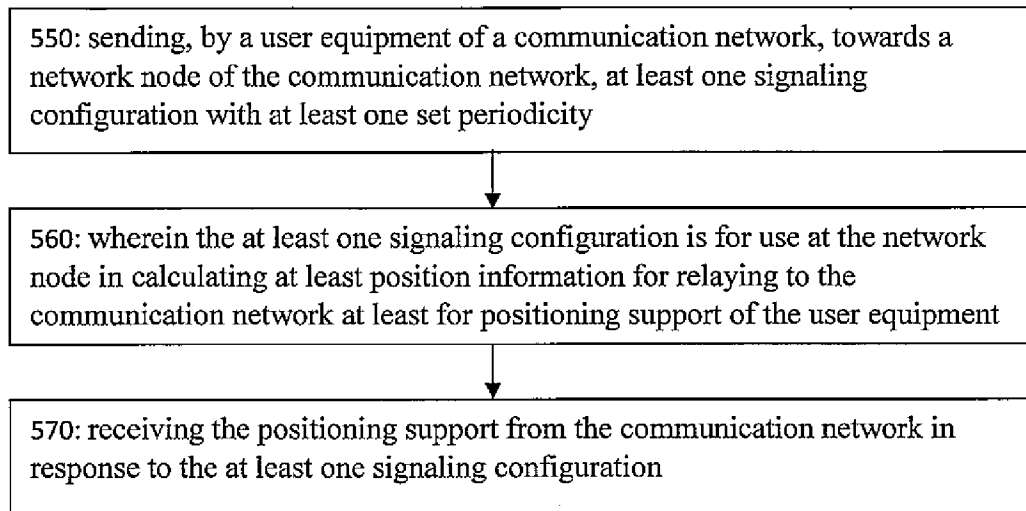 550: sending, by a user equipment of a communication network, towards a
network node of the communication network, at least one signaling
configuration with at least one set periodicity
560: wherein the at least one signaling configuration is for use at the network
node in calculating at least position information for relaying to the
communication network at least for positioning support of the user equipment
570: receiving the positioning support from the communication network in
response to the at least one signaling configuration